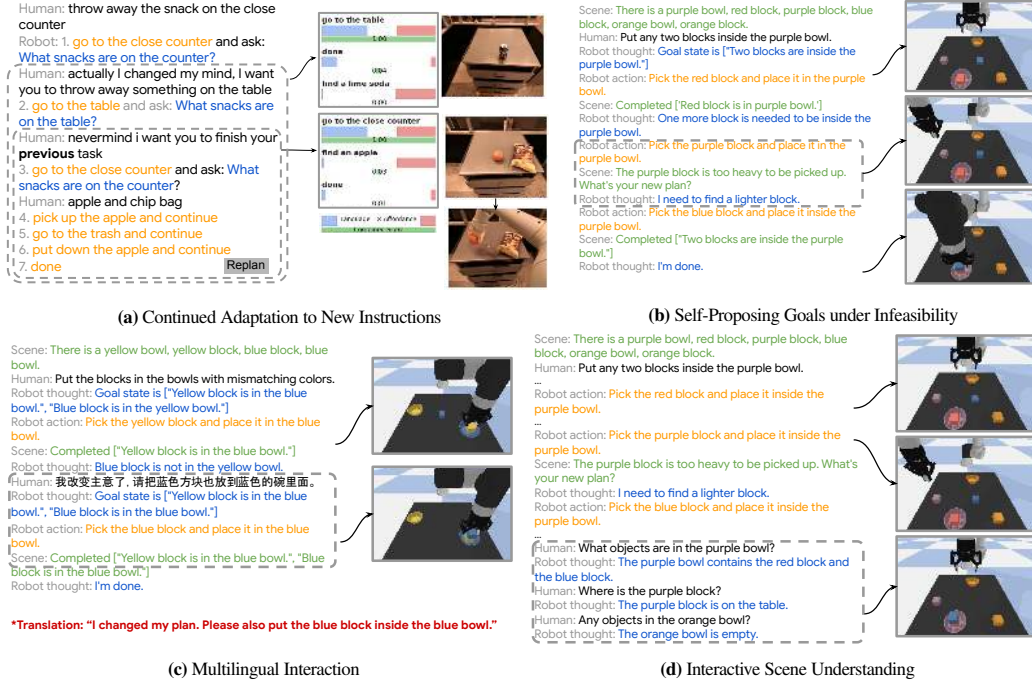 Human: throw away the snack on the close
counter
Robot: 1. go to the close counter and ask:
What snacks are on the counter?
Human: actually I changed my mind, I want
you to throw away something on the table
2. go to the table and ask: What snacks are
on the table?
Human: nevermind i want you to finish your
previous task
3. go to the close counter and ask: What
snacks are on the counter?
Human: apple and chip bag
4. pick up the apple and continue
5. go to the trash and continue
6. put down the apple and continue
7. done
Replan
go to the table
1.00
done
0.04
find a lime soda
go to the close counter
find an apple
0.03
done
(a) Continued Adaptation to New Instructions
Scene: There is a purple bowl, red block, purple block, blue
block, orange bowl, orange block.
Human: Put any two blocks inside the purple bowl.
Robot thought: Goal state is ["Two blocks are inside the
purple bowl."]
Robot action: Pick the red block and place it in the purple
bowl.
Scene: Completed ['Red block is in purple bowl.']
Robot thought: One more block is needed to be inside the
purple bowl.
Robot action: Pick the purple block and place it in the
purple bowl.
Scene: The purple block is too heavy to be picked up.
What's your new plan?
Robot thought: I need to find a lighter block.
Robot action: Pick the blue block and place it inside the
purple bowl.
Scene: Completed ["Two blocks are inside the purple
bowl."]
Robot thought: I'm done.
(b) Self-Proposing Goals under Infeasibility
Scene: There is a yellow bowl, yellow block, blue block, blue
bowl.
Human: Put the blocks in the bowls with mismatching colors.
Robot thought: Goal state is ["Yellow block is in the blue
bowl.", "Blue block is in the yellow bowl."]
Robot action: Pick the yellow block and place it in the blue
bowl.
Scene: Completed ["Yellow block is in the blue bowl."]
Robot thought: Blue block is not in the yellow bowl.
Human: 我改变主意了, 请把蓝色方块也放到蓝色的碗里面。
Robot thought: Goal state is ["Yellow block is in the blue
bowl.", "Blue block is in the blue bowl."]
Robot action: Pick the blue block and place it in the blue
bowl.
Scene: Completed ["Yellow block is in the blue bowl.", "Blue
block is in the blue bowl."]
Robot thought: I'm done.
*Translation: "I changed my plan. Please also put the blue block inside the blue bowl."
(c) Multilingual Interaction
Scene: There is a purple bowl, red block, purple block, blue
block, orange bowl, orange block.
Human: Put any two blocks inside the purple bowl.
...
Robot action: Pick the red block and place it inside the
purple bowl.
...
Robot action: Pick the purple block and place it inside the
purple bowl.
Scene: The purple block is too heavy to be picked up. What's
your new plan?
Robot thought: I need to find a lighter block.
Robot action: Pick the blue block and place it inside the
purple bowl.
...
Human: What objects are in the purple bowl?
Robot thought: The purple bowl contains the red block and
the blue block.
Human: Where is the purple block?
Robot thought: The purple block is on the table.
Human: Any objects in the orange bowl?
Robot thought: The orange bowl is empty.
(d) Interactive Scene Understanding